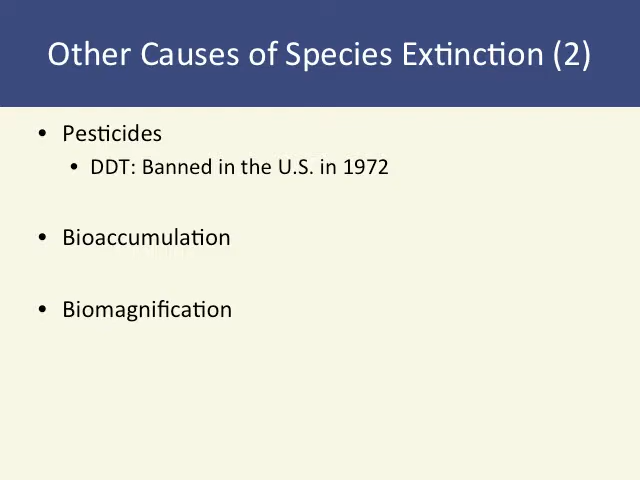 Other Causes of Species Extinction (2)
• Pesticides
• DDT: Banned in the U.S. in 1972
• Bioaccumulation
• Biomagnification